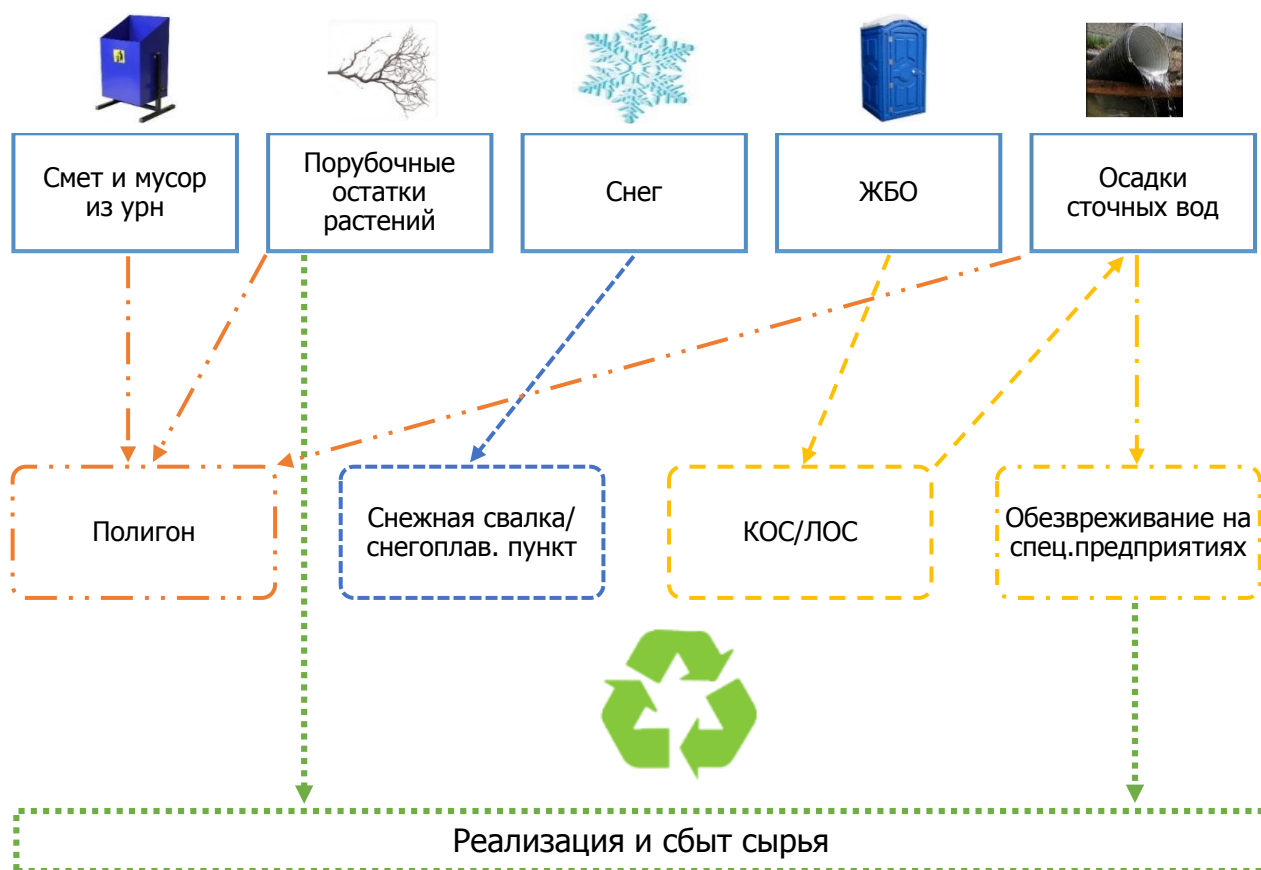 Смет и мусор
из урн
Порубочные
остатки
растений
Снег
ЖБО
Осадки
сточных вод
Полигон
Снежная свалка/
снегоплав. пункт
КОС/ЛОС
Обезвреживание на
спец.предприятиях
Реализация и сбыт сырья